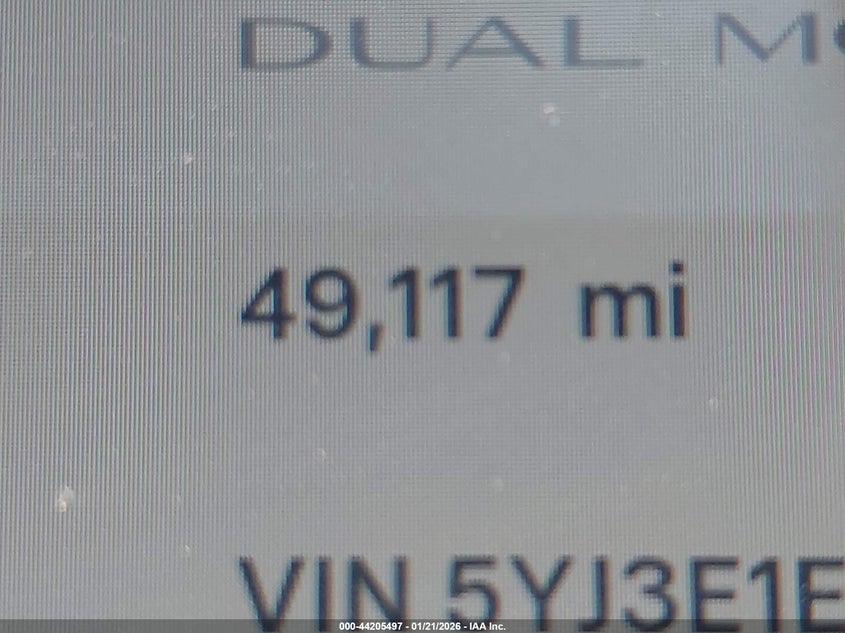 DUAL
49,117 mi
VIN 5YJ3E1E
000-44205497 - 01/21/2026 - IAA Inc.